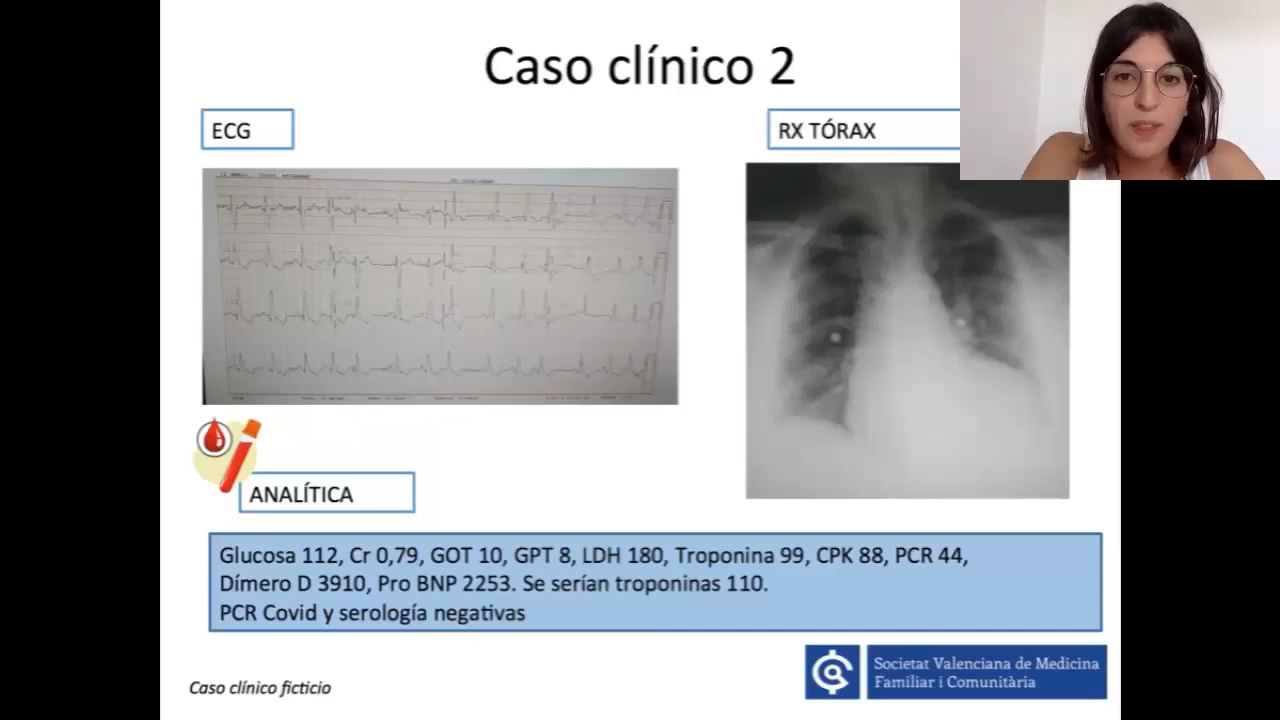 Caso clínico 2
ECG
RX TÓRAX
ANALÍTICA
Glucosa 112, Cr 0,79, GOT 10, GPT 8, LDH 180, Troponina 99, CPK 88, PCR 44,
Dímero D 3910, Pro BNP 2253. Se serían troponinas 110.
PCR Covid y serología negativas
Societat Valenciana de Medicina
Familiar i Comunitària
Caso clínico ficticio